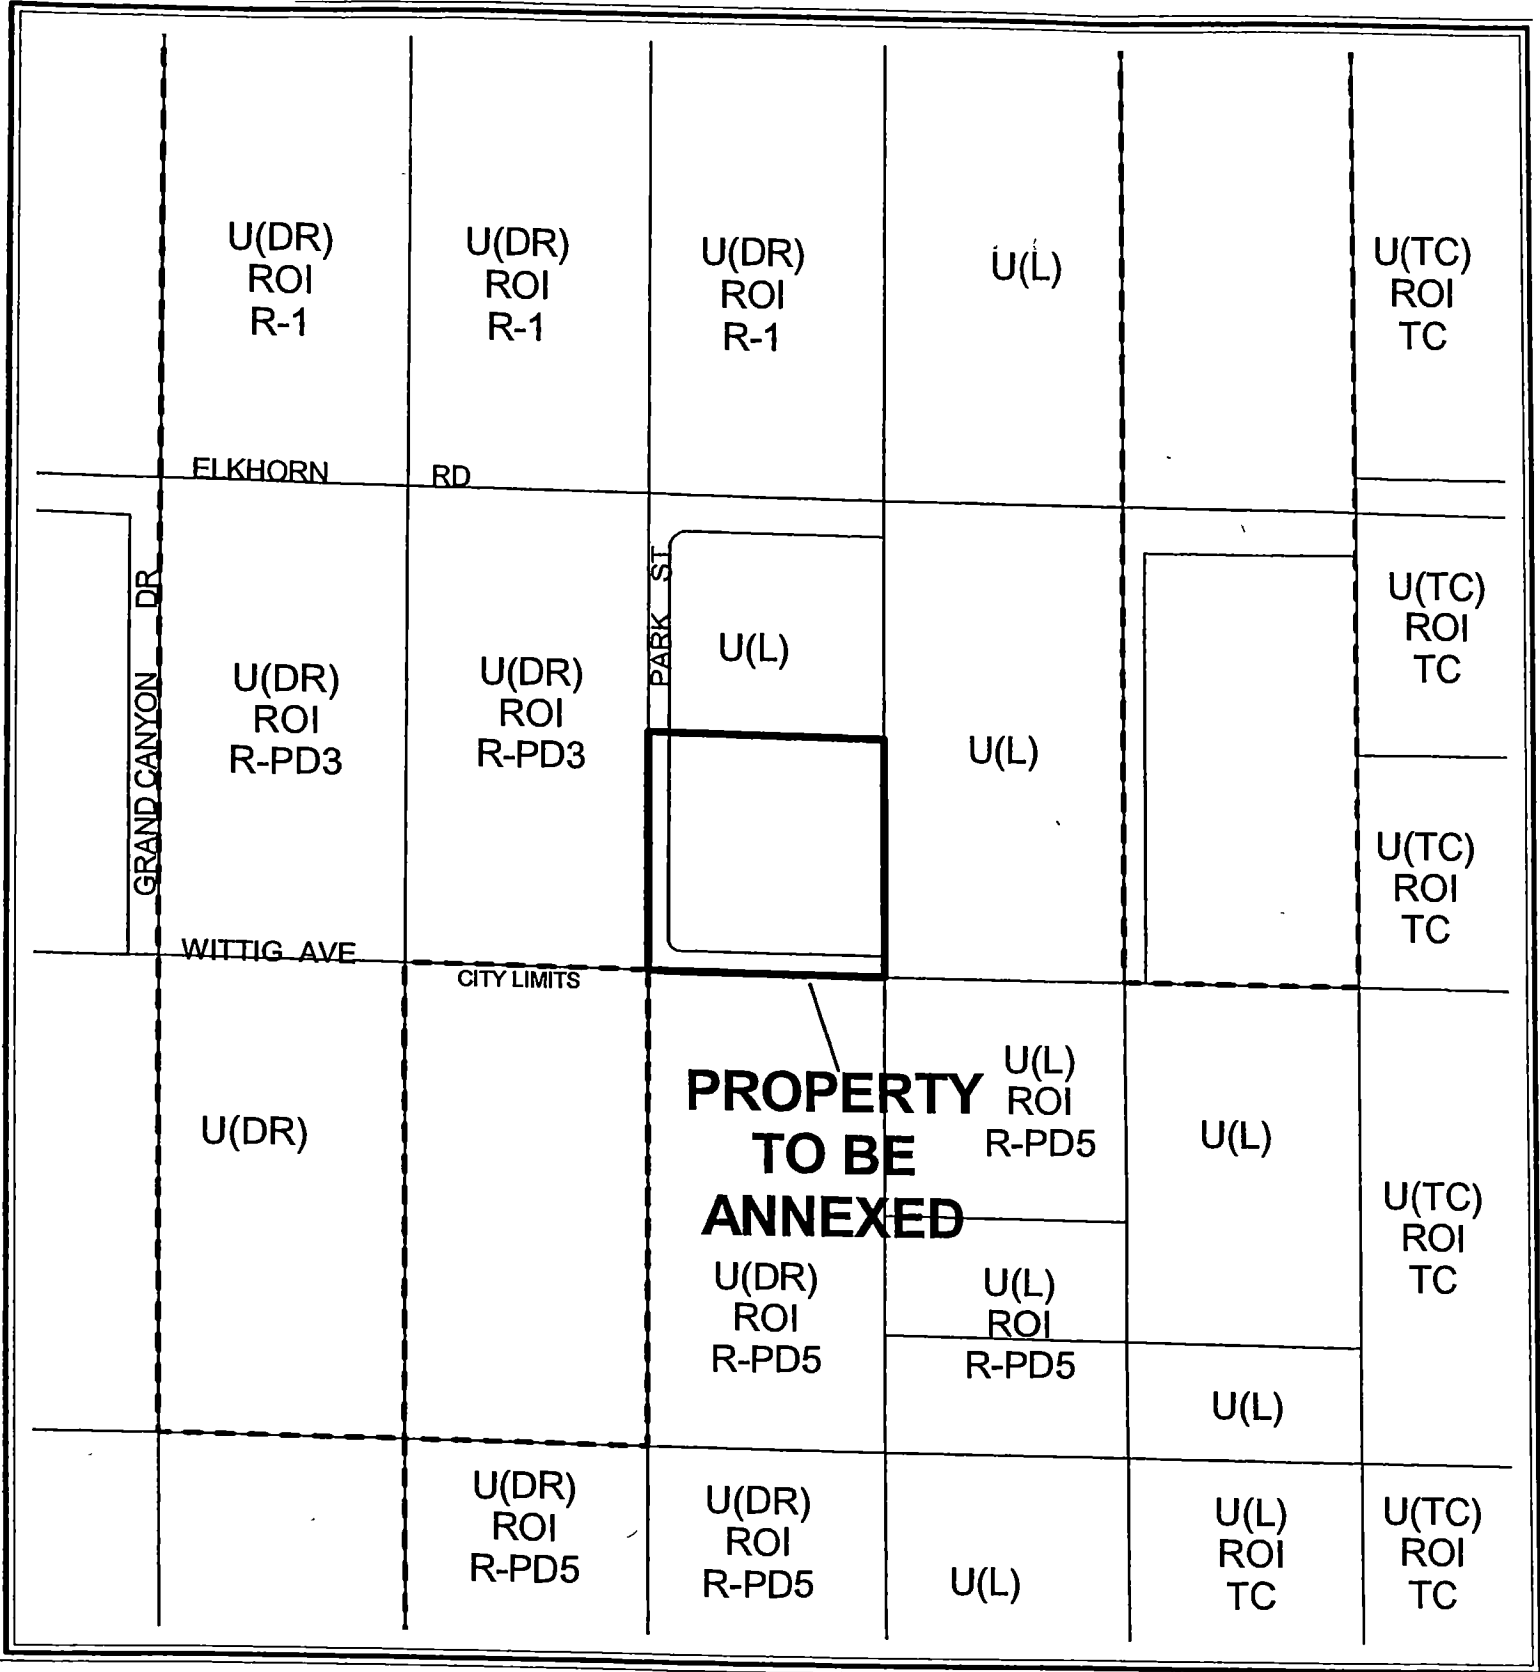 U(DR)
ROI
R-1
U(DR)
ROI
R-1
U(DR)
ROI
R-1
U(L)
U(TC)
ROI
TC
ELKHORN RD
GRAND CANYON DR
U(DR)
ROI
R-PD3
U(DR)
ROI
R-PD3
PARK ST
U(L)
U(L)
U(TC)
ROI
TC
U(TC)
ROI
TC
WITTIG AVE
CITY LIMITS
U(DR)
PROPERTY
TO BE
ANNEXED
U(L)
ROI
R-PD5
U(L)
U(TC)
ROI
TC
U(DR)
ROI
R-PD5
U(L)
ROI
R-PD5
U(L)
U(DR)
ROI
R-PD5
U(DR)
ROI
R-PD5
U(L)
U(L)
ROI
TC
U(TC)
ROI
TC